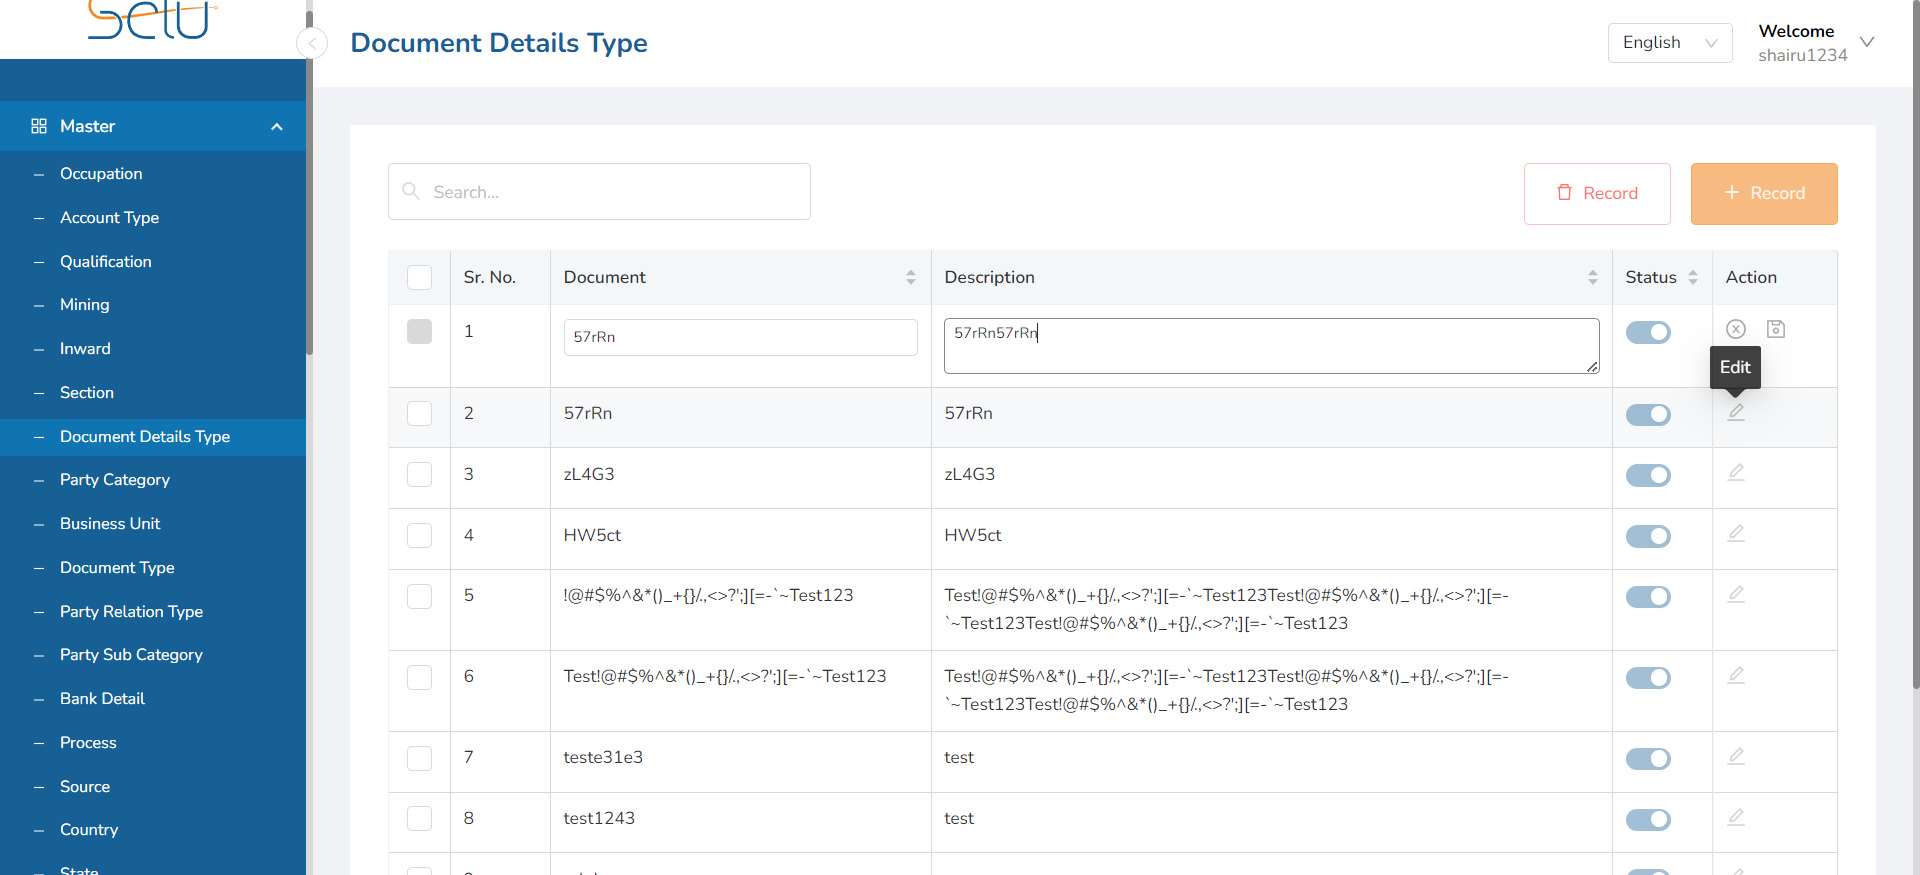 Setu
Document Details Type
English
Welcome
shairu1234
Master
Occupation
Account Type
Qualification
Mining
Inward
Section
Document Details Type
Party Category
Business Unit
Document Type
Party Relation Type
Party Sub Category
Bank Detail
Process
Source
Country
State
Search...
Record
+ Record
Sr. No. Document Description Status Action
1 57rRn 57rRn57rRn
Edit
2 57rRn 57rRn
3 zL4G3 zL4G3
4 HW5ct HW5ct
5 !@#$%^&*()_+{}/.,<>?';][=-`~Test123 Test!@#$%^&*()_+{}/.,<>?';][=-`~Test123Test!@#$%^&*()_+{}/.,<>?';][=-
`~Test123Test!@#$%^&*()_+{}/.,<>?';][=-`~Test123
6 Test!@#$%^&*()_+{}/.,<>?';][=-`~Test123 Test!@#$%^&*()_+{}/.,<>?';][=-`~Test123Test!@#$%^&*()_+{}/.,<>?';][=-
`~Test123Test!@#$%^&*()_+{}/.,<>?';][=-`~Test123
7 teste31e3 test
8 test1243 test